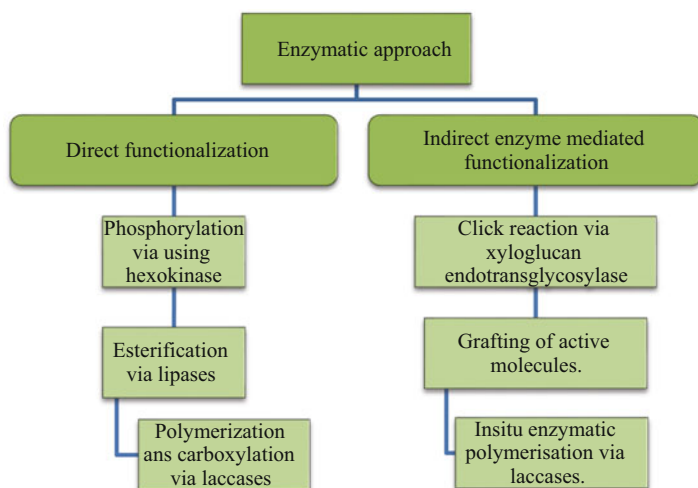 Enzymatic approach
Direct functionalization
Indirect enzyme mediated
functionalization
Phosphorylation
via using
hexokinase
Click reaction via
xyloglucan
endotransglycosylase
Esterification
via lipases
Grafting of active
molecules.
Polymerization
ans carboxylation
via laccases
Insitu enzymatic
polymerisation via
laccases.